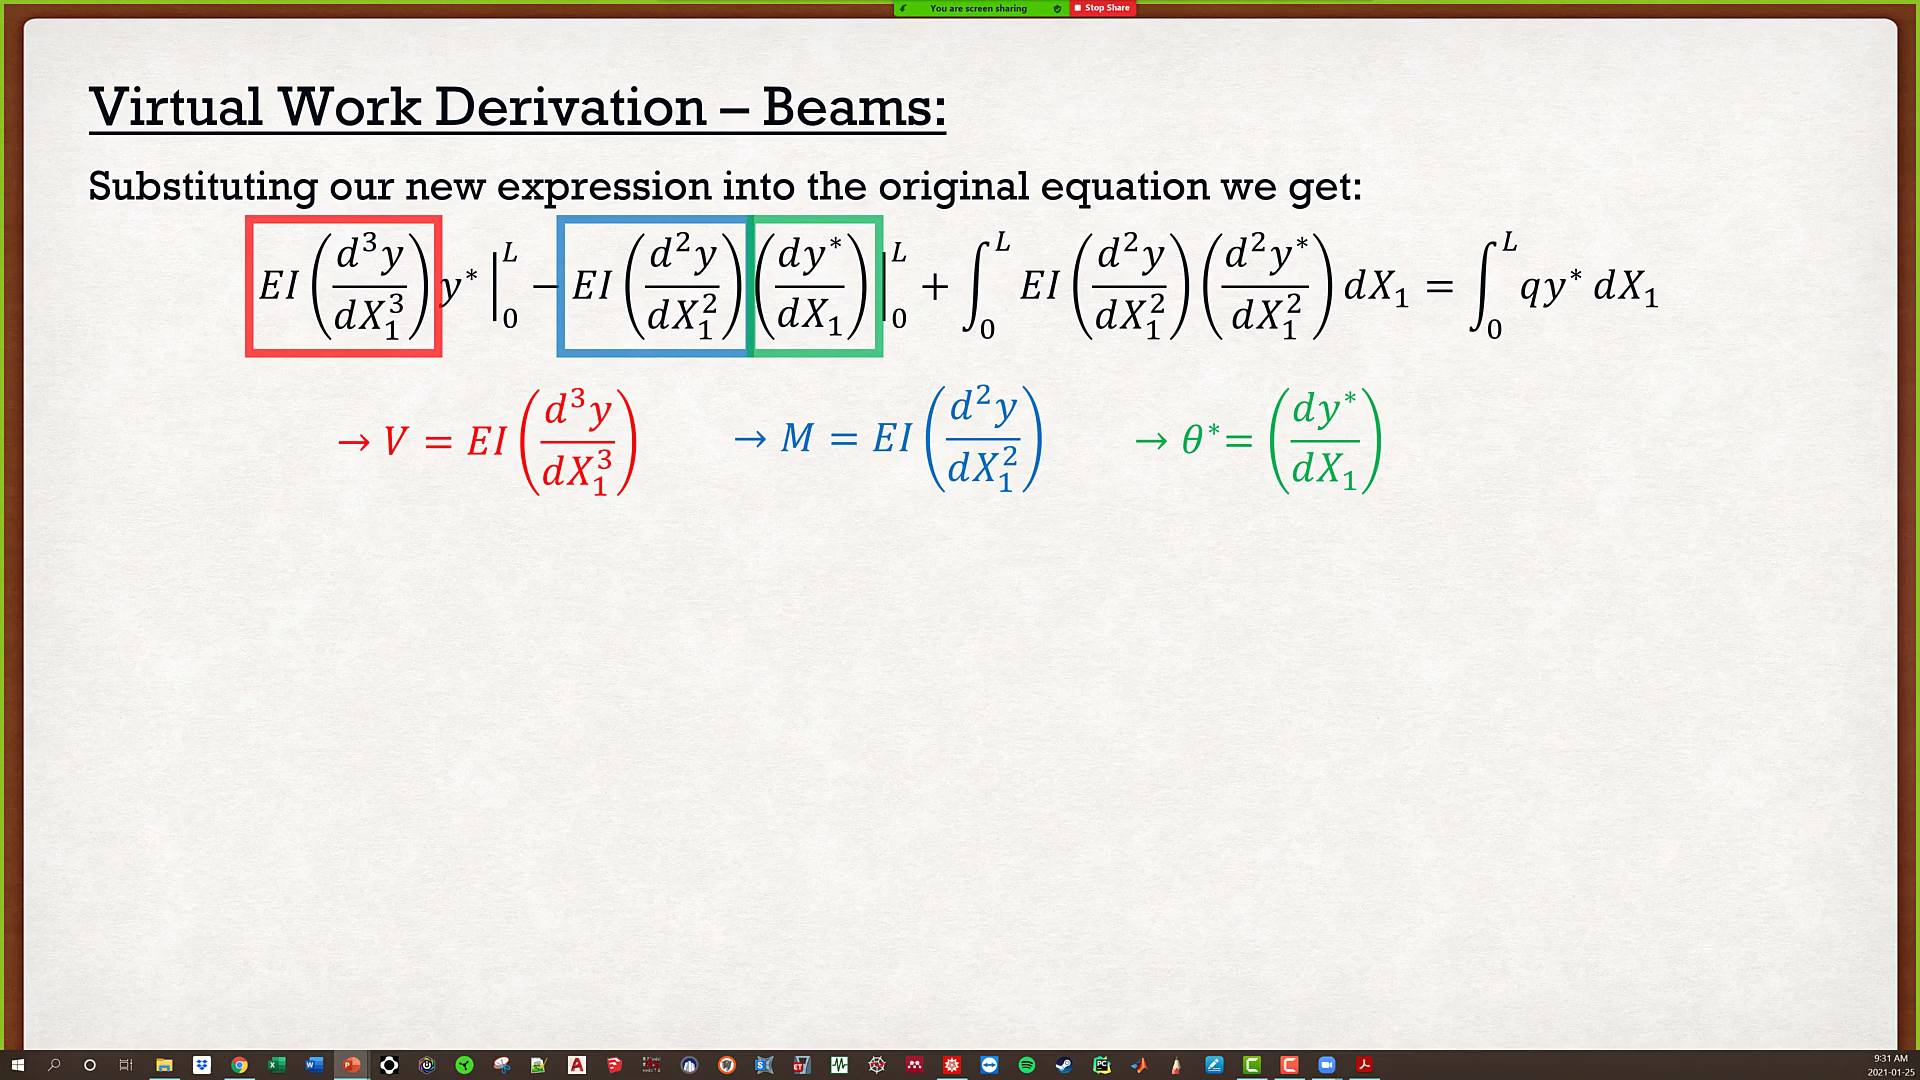 You are screen sharing Stop Share
Virtual Work Derivation – Beams:
Substituting our new expression into the original equation we get:
EI(d³y/dX₁³)y*|₀ᴸ − EI(d²y/dX₁²)(dy*/dX₁)|₀ᴸ + ∫₀ᴸ EI(d²y/dX₁²)(d²y*/dX₁²)dX₁ = ∫₀ᴸ qy* dX₁
→ V = EI(d³y/dX₁³) → M = EI(d²y/dX₁²) → θ*= (dy*/dX₁)
9:31 AM
2021-01-25